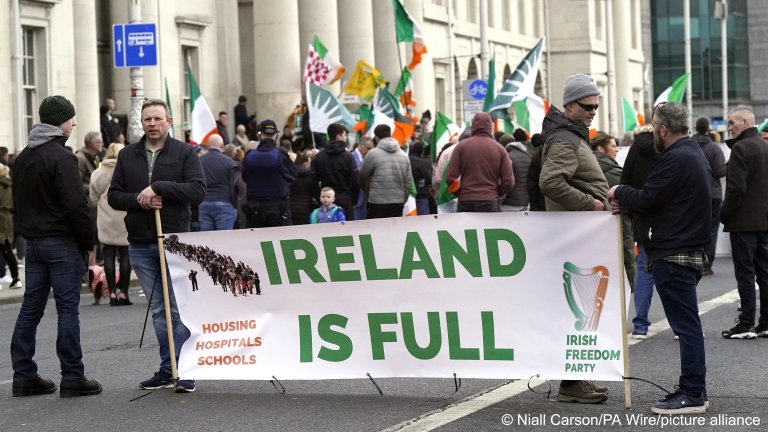 IRELAND
IS FULL
HOUSING
HOSPITALS
SCHOOLS
IRISH
FREEDOM
PARTY
© Niall Carson/PA Wire/picture alliance